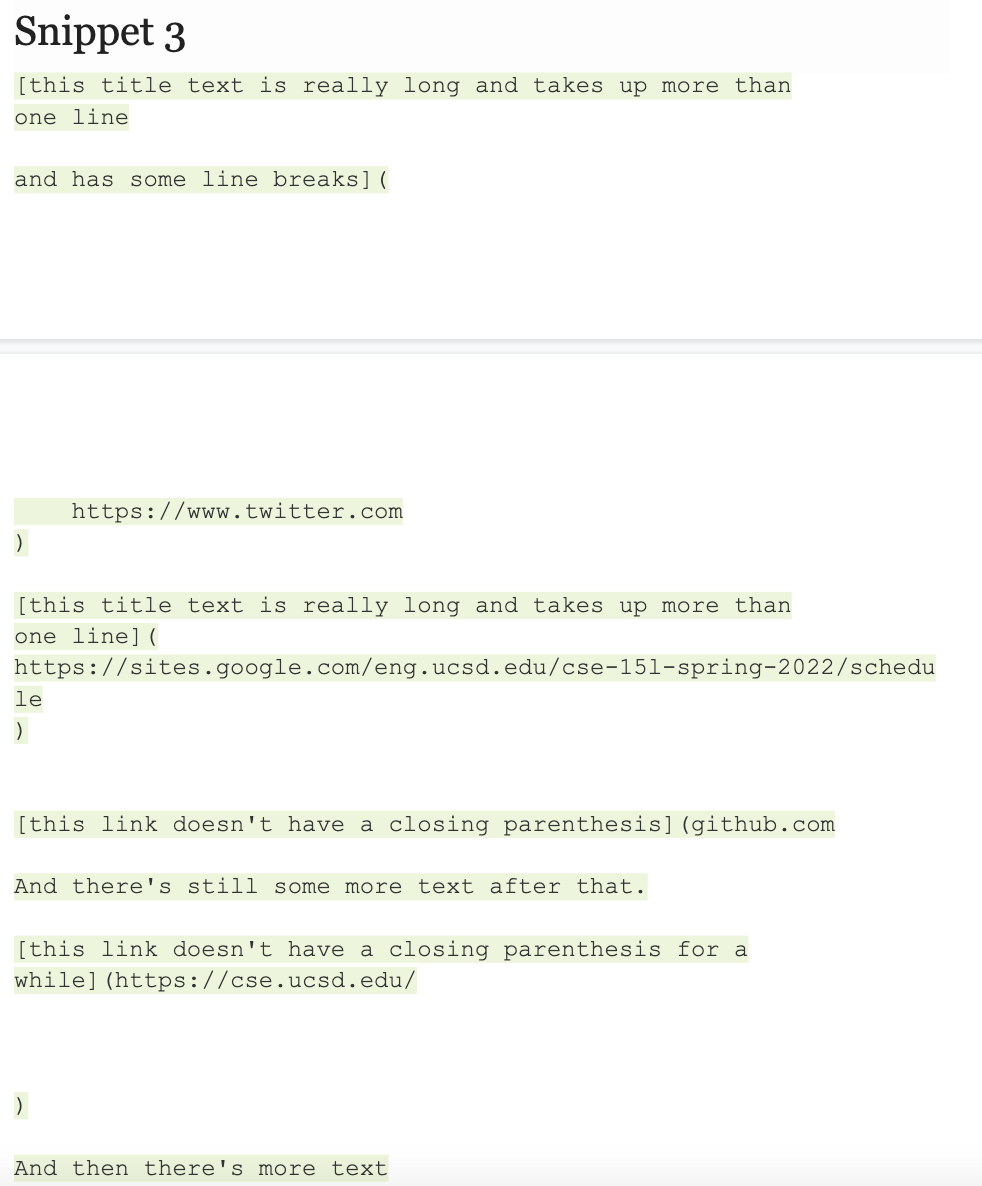 Snippet 3
[this title text is really long and takes up more than
one line
and has some line breaks](
https://www.twitter.com
)
[this title text is really long and takes up more than
one line](
https://sites.google.com/eng.ucsd.edu/cse-15l-spring-2022/schedu
le
)
[this link doesn't have a closing parenthesis](github.com
And there's still some more text after that.
[this link doesn't have a closing parenthesis for a
while](https://cse.ucsd.edu/
)
And then there's more text